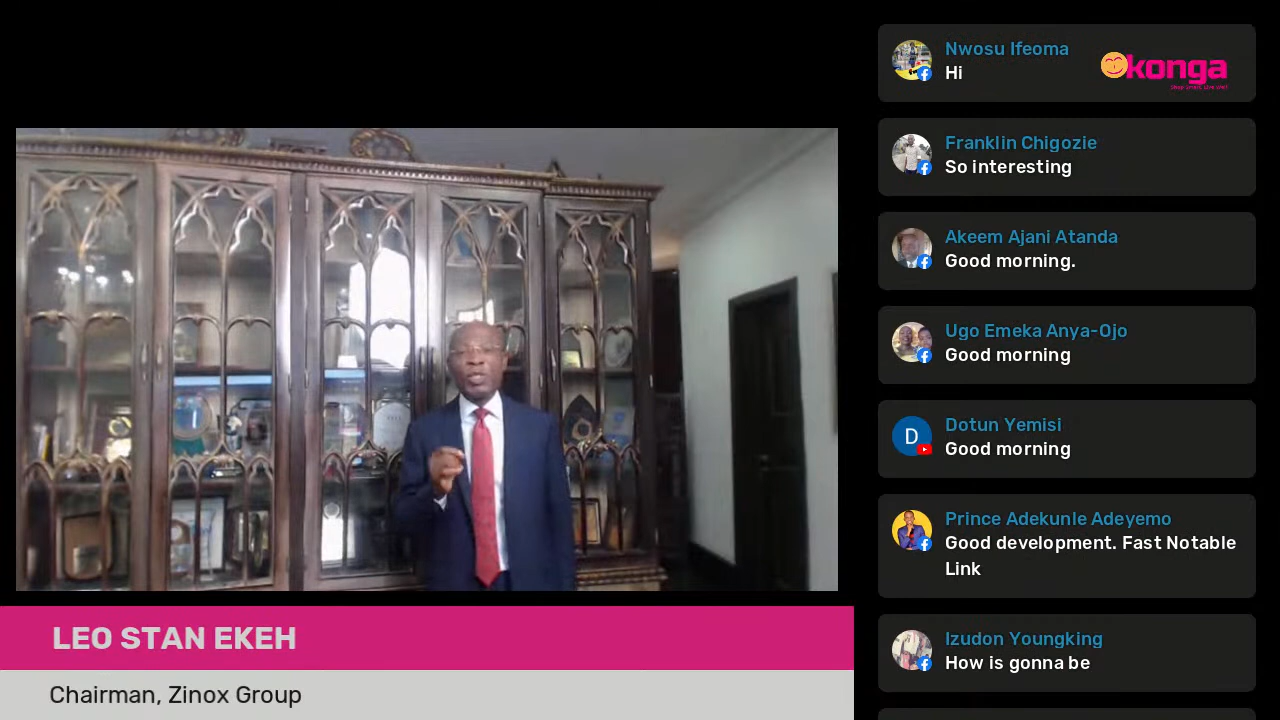 LEO STAN EKEH
Chairman, Zinox Group
Nwosu Ifeoma
Hi
konga
Franklin Chigozie
So interesting
Akeem Ajani Atanda
Good morning.
Ugo Emeka Anya-Ojo
Good morning
D
Dotun Yemisi
Good morning
Prince Adekunle Adeyemo
Good development. Fast Notable
Link
Izudon Youngking
How is gonna be